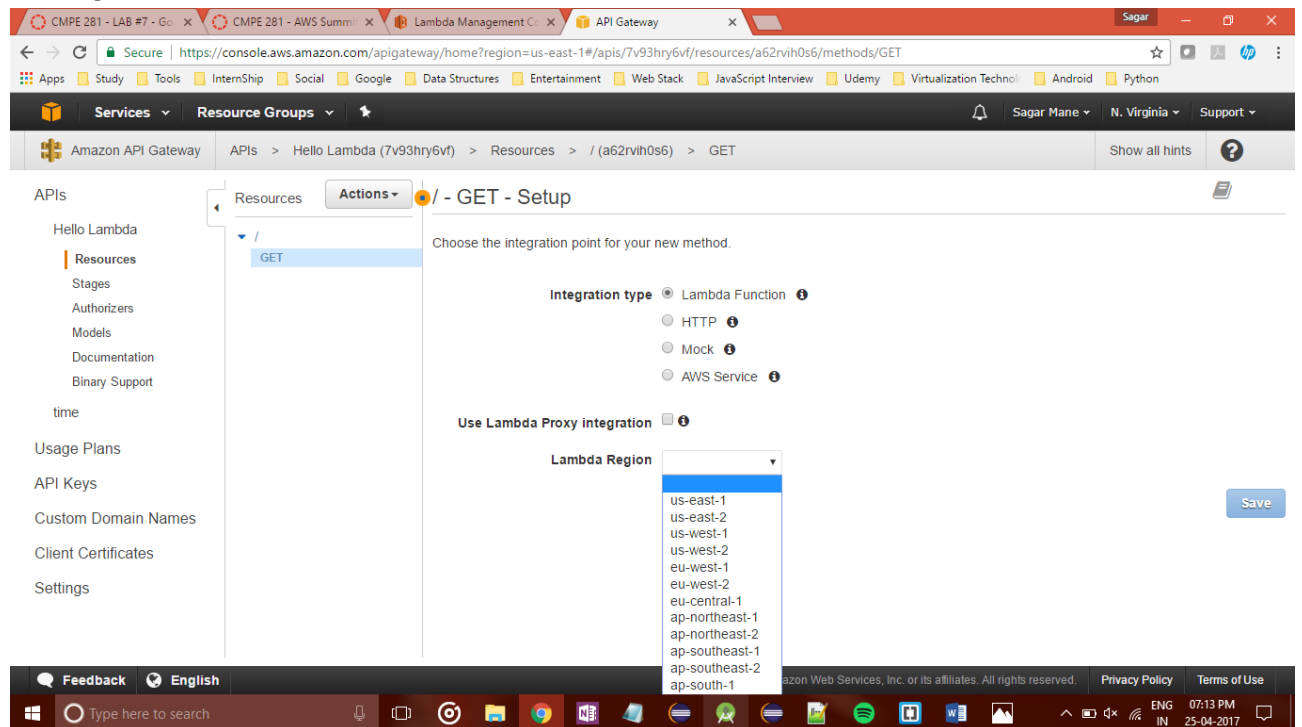 CMPE 281 - LAB #7 - Go
CMPE 281 - AWS Summi
Lambda Management Co
API Gateway
Sagar
Secure | https://console.aws.amazon.com/apigateway/home?region=us-east-1#/apis/7v93hry6vf/resources/a62rvih0s6/methods/GET
Apps Study Tools InternShip Social Google Data Structures Entertainment Web Stack JavaScript Interview Udemy Virtualization Technol Android Python
Services Resource Groups Sagar Mane N. Virginia Support
Amazon API Gateway APIs > Hello Lambda (7v93hry6vf) > Resources > / (a62rvih0s6) > GET Show all hints ?
APIs
Hello Lambda
Resources
Stages
Authorizers
Models
Documentation
Binary Support
time
Usage Plans
API Keys
Custom Domain Names
Client Certificates
Settings
Resources Actions
/
GET
/ - GET - Setup
Choose the integration point for your new method.
Integration type Lambda Function
HTTP
Mock
AWS Service
Use Lambda Proxy integration
Lambda Region
us-east-1
us-east-2
us-west-1
us-west-2
eu-west-1
eu-west-2
eu-central-1
ap-northeast-1
ap-northeast-2
ap-southeast-1
ap-southeast-2
ap-south-1
Save
Feedback English azon Web Services, Inc. or its affiliates. All rights reserved. Privacy Policy Terms of Use
Type here to search ENG 07:13 PM
IN 25-04-2017